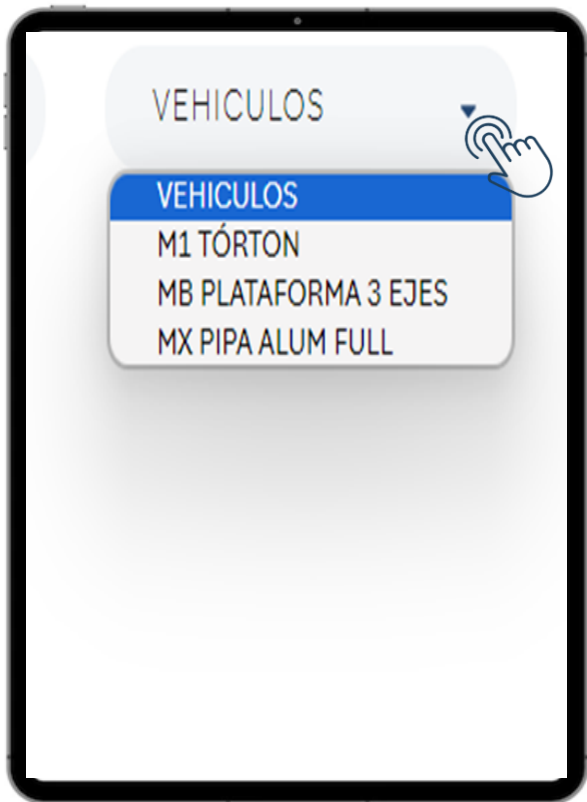 VEHICULOS
VEHICULOS
M1 TÓRTON
MB PLATAFORMA 3 EJES
MX PIPA ALUM FULL